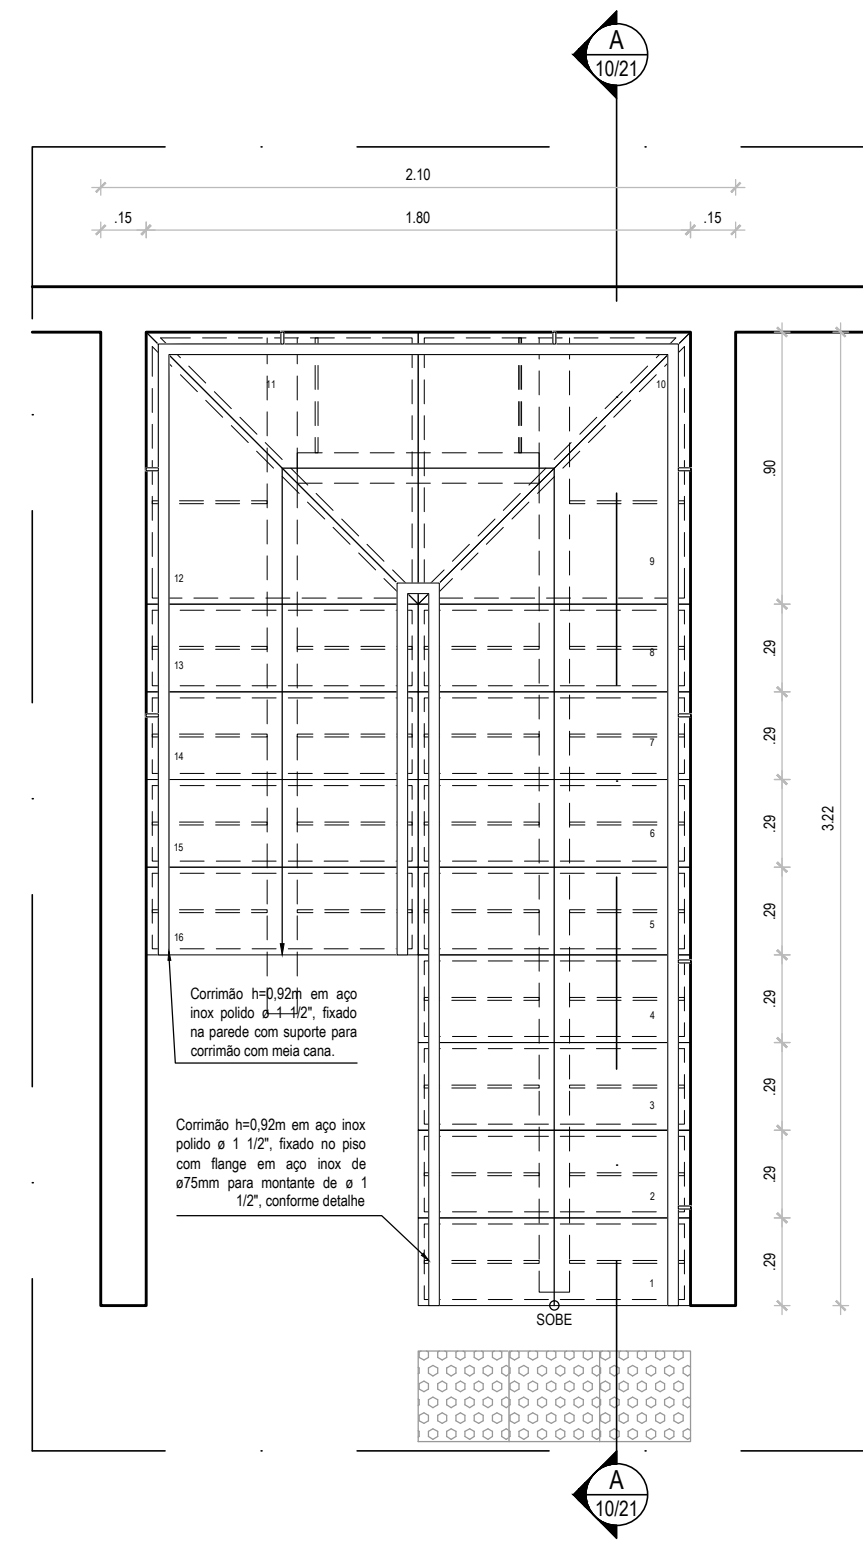 A
10/21
2.10
.15
1.80
.15
11
10
.90
12
9
.29
13
8
.29
14
7
.29
15
6
3.22
.29
16
5
Corrimão h=0,92m em aço
inox polido ø 1 1/2", fixado
na parede com suporte para
corrimão com meia cana.
.29
4
.29
3
Corrimão h=0,92m em aço inox
polido ø 1 1/2", fixado no piso
com flange em aço inox de
ø75mm para montante de ø 1
1/2", conforme detalhe
.29
2
.29
1
SOBE
A
10/21